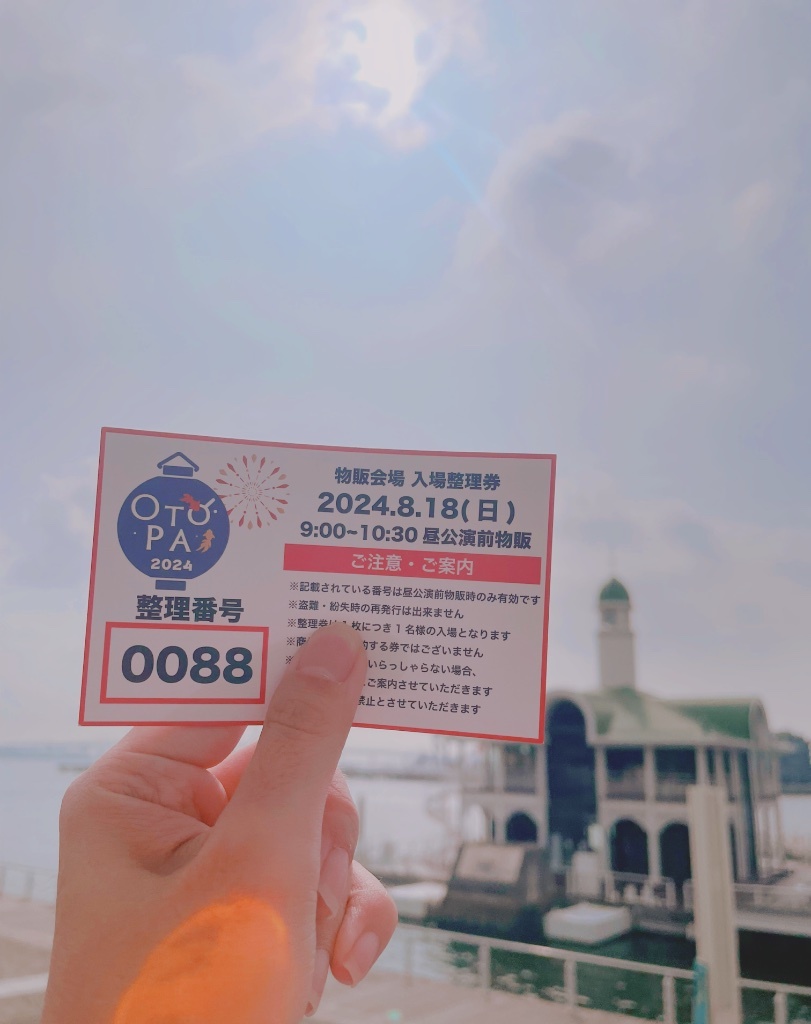 OTO
PA
2024
整理番号
0088
物販会場 入場整理券
2024.8.18(日)
9:00~10:30 昼公演前物販
ご注意・ご案内
※記載されている番号は昼公演前物販時のみ有効です
※盗難・紛失時の再発行は出来ません
※整理券は1枚につき1名様の入場となります
※商 する券ではございません
※ いらっしゃらない場合、
ご案内させていただきます
禁止とさせていただきます